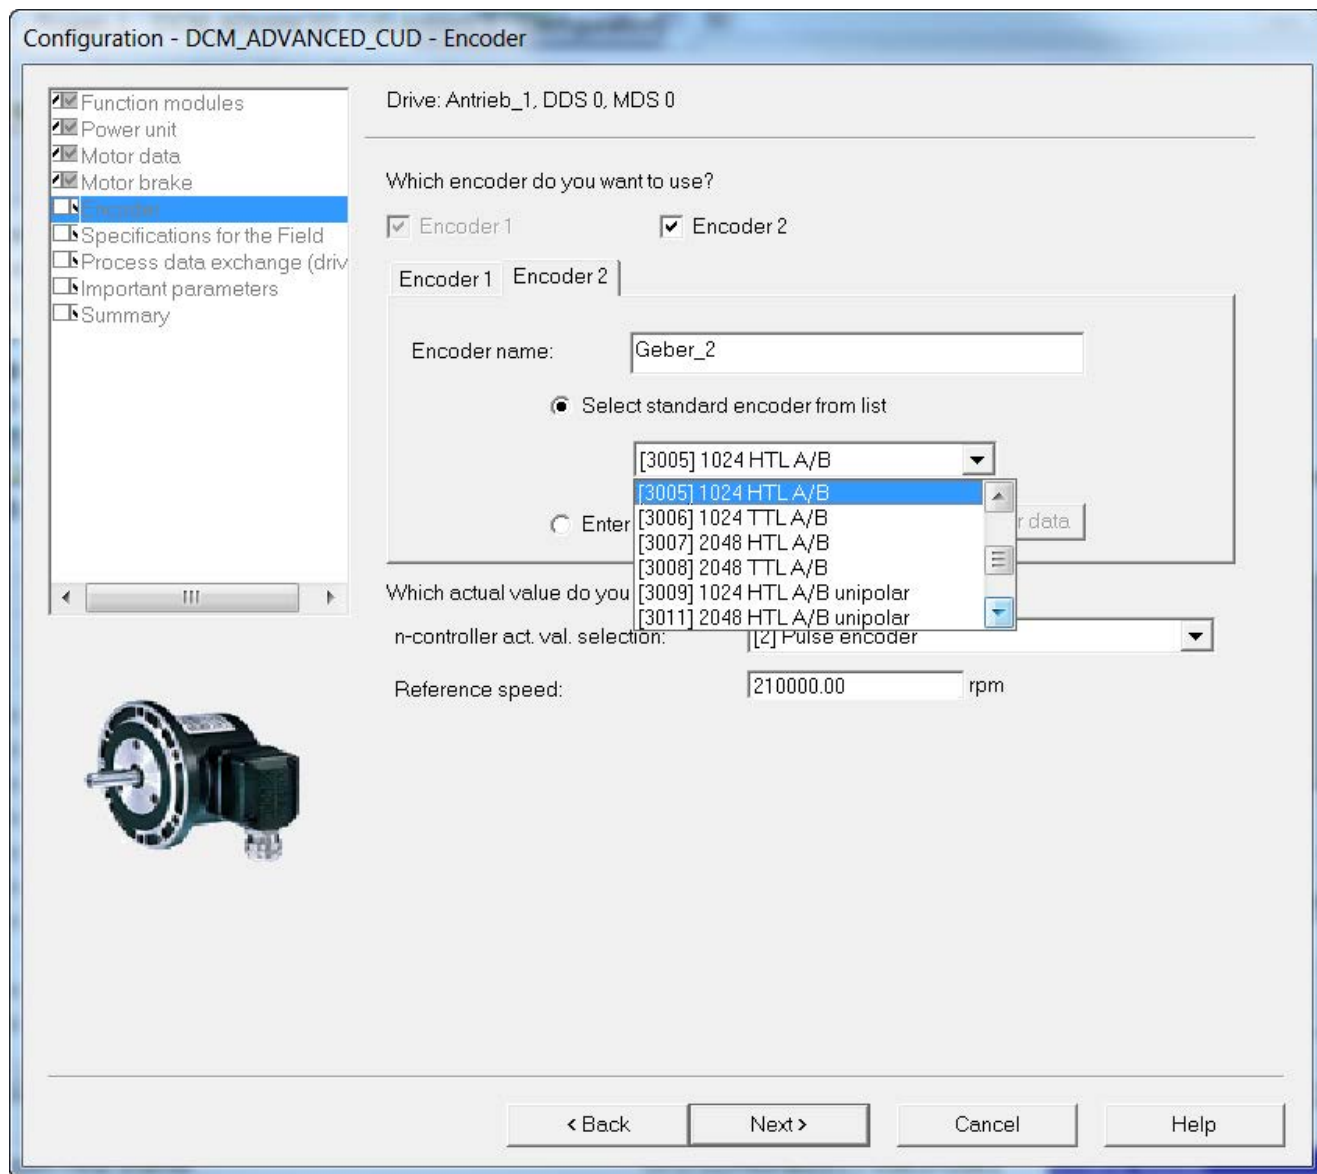 Configuration - DCM_ADVANCED_CUD - Encoder
Function modules
Power unit
Motor data
Motor brake
Encoder
Specifications for the Field
Process data exchange (driv
Important parameters
Summary
Drive: Antrieb_1, DDS 0, MDS 0
Which encoder do you want to use?
Encoder 1
Encoder 2
Encoder 1
Encoder 2
Encoder name:
Geber_2
Select standard encoder from list
[3005] 1024 HTL A/B
[3005] 1024 HTL A/B
[3006] 1024 TTL A/B
[3007] 2048 HTL A/B
[3008] 2048 TTL A/B
[3009] 1024 HTL A/B unipolar
[3011] 2048 HTL A/B unipolar
Enter
r data
Which actual value do you
n-controller act. val. selection:
[2] Pulse encoder
Reference speed:
210000.00
rpm
< Back
Next >
Cancel
Help